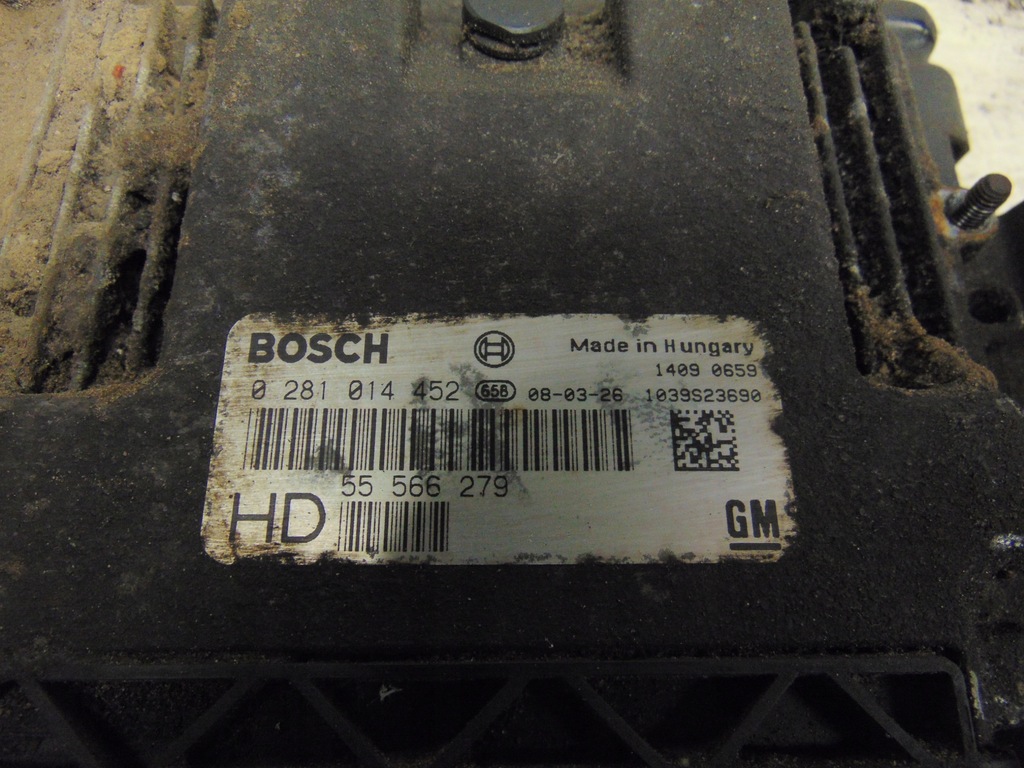 BOSCH
Made in Hungary
1409 0659
0 281 014 452 658 08-03-26 1039S23690
55 566 279
HD
GM